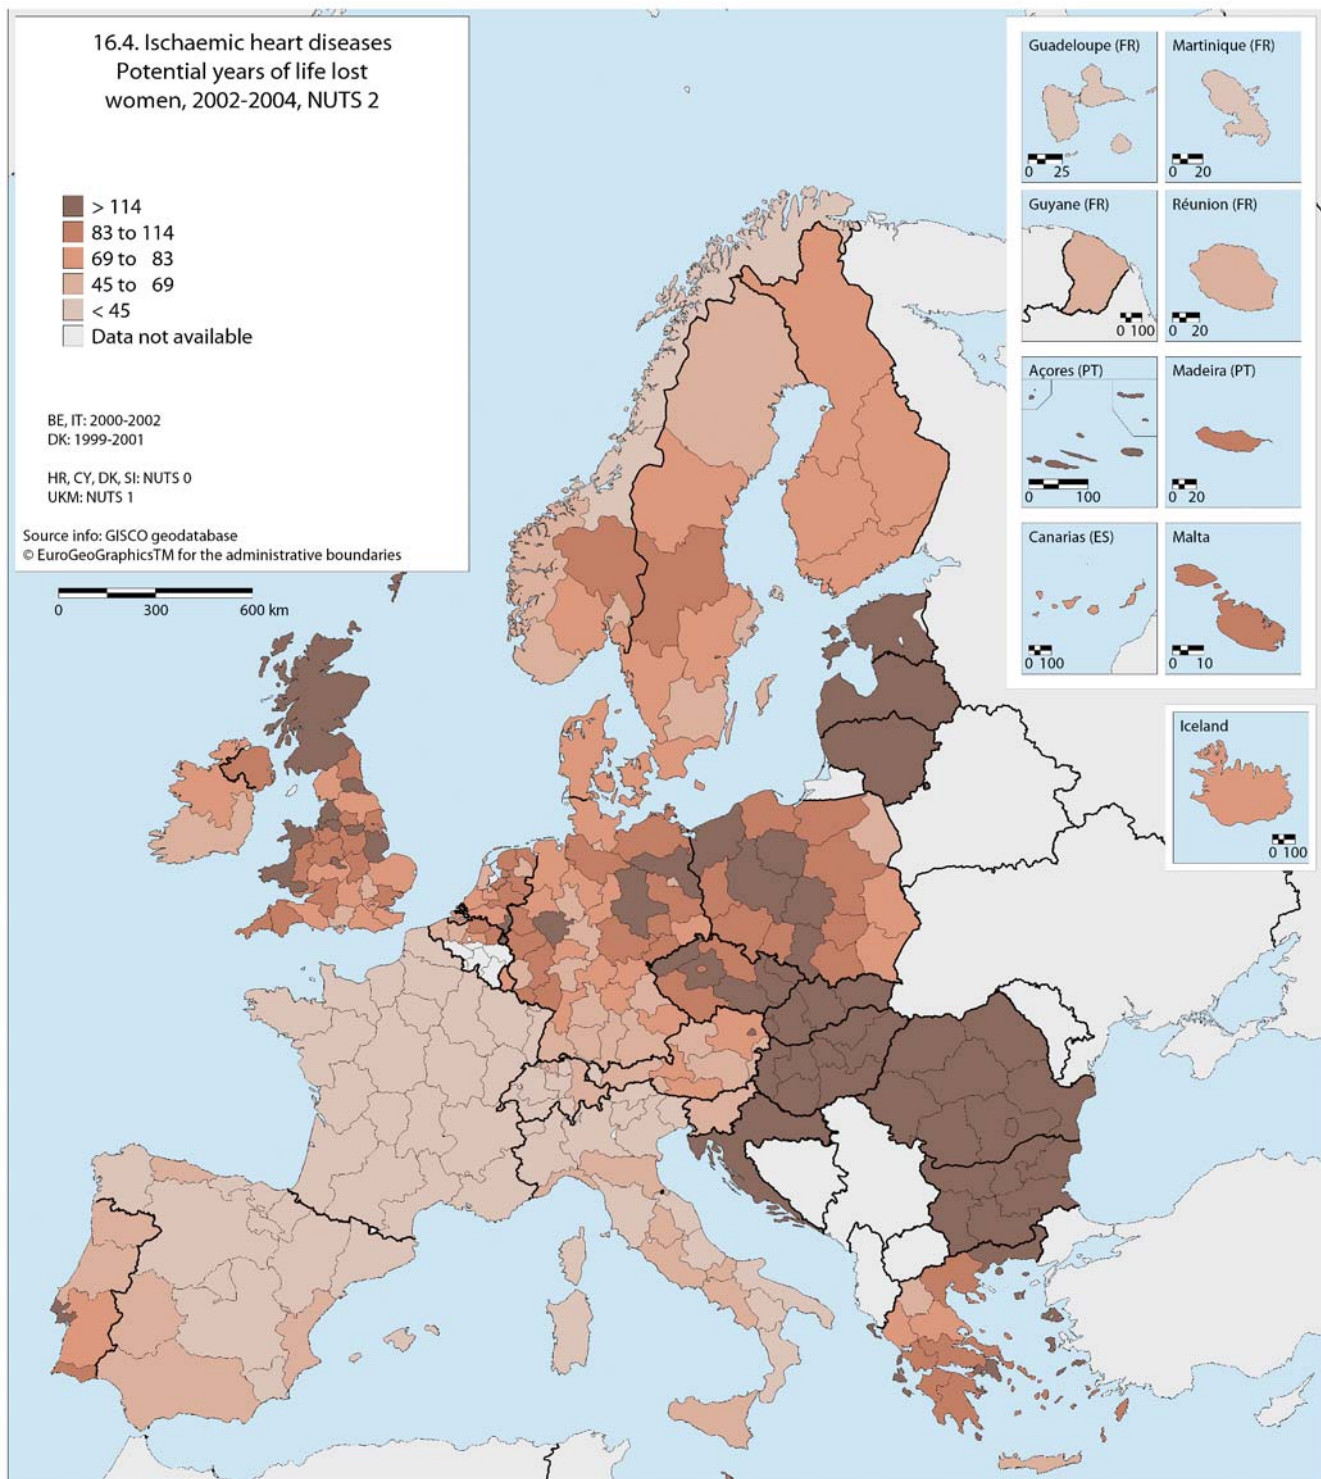 16.4. Ischaemic heart diseases
Potential years of life lost
women, 2002-2004, NUTS 2
> 114
83 to 114
69 to 83
45 to 69
< 45
Data not available
BE, IT: 2000-2002
DK: 1999-2001
HR, CY, DK, SI: NUTS 0
UKM: NUTS 1
Source info: GISCO geodatabase
© EuroGeoGraphicsTM for the administrative boundaries
0 300 600 km
Guadeloupe (FR)
0 25
Martinique (FR)
0 20
Guyane (FR)
0 100
Réunion (FR)
0 20
Açores (PT)
0 100
Madeira (PT)
0 20
Canarias (ES)
0 100
Malta
0 10
Iceland
0 100